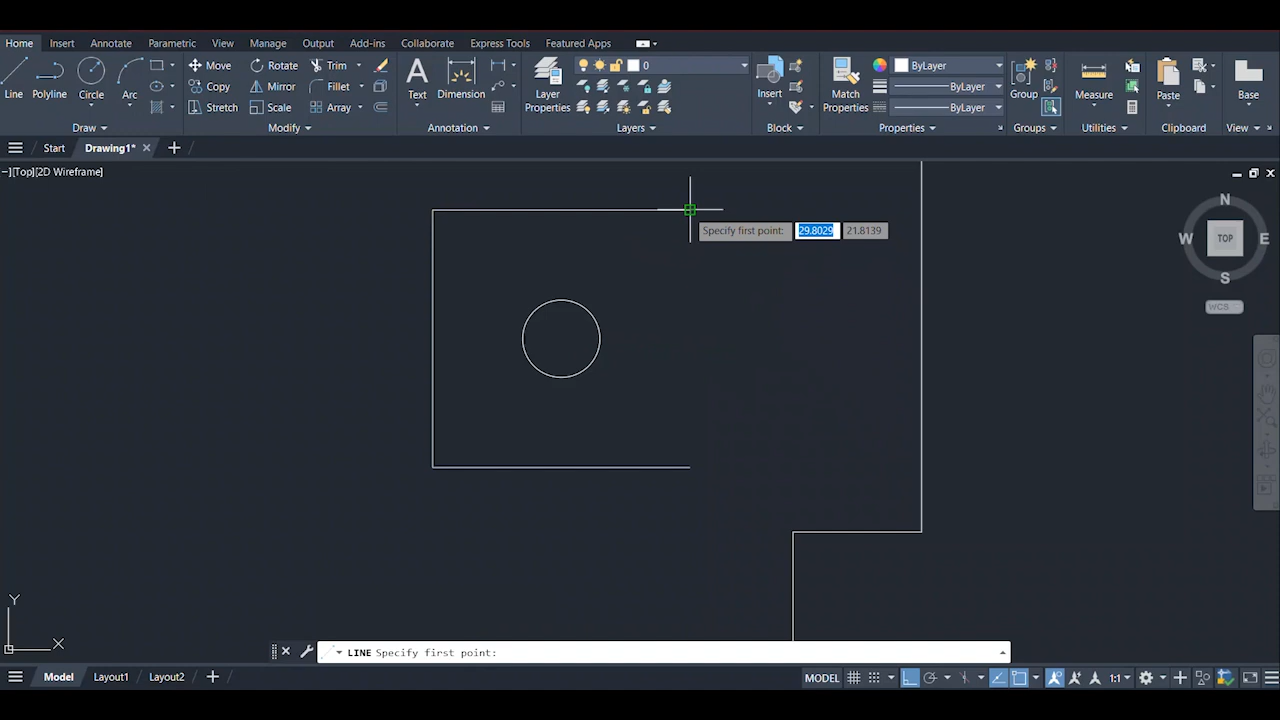 Home Insert Annotate Parametric View Manage Output Add-ins Collaborate Express Tools Featured Apps
Line Polyline Circle Arc
Move Rotate Trim
Copy Mirror Fillet
Stretch Scale Array
Text Dimension
Layer Properties
0
Insert
Match Properties
ByLayer
ByLayer
ByLayer
Group
Measure
Paste
Base
Draw Modify Annotation Layers Block Properties Groups Utilities Clipboard View
Start Drawing1*
−][Top][2D Wireframe]
N
W TOP E
S
WCS
Specify first point: 29.8029 21.8139
Y
X
LINE Specify first point:
Model Layout1 Layout2 MODEL 1:1